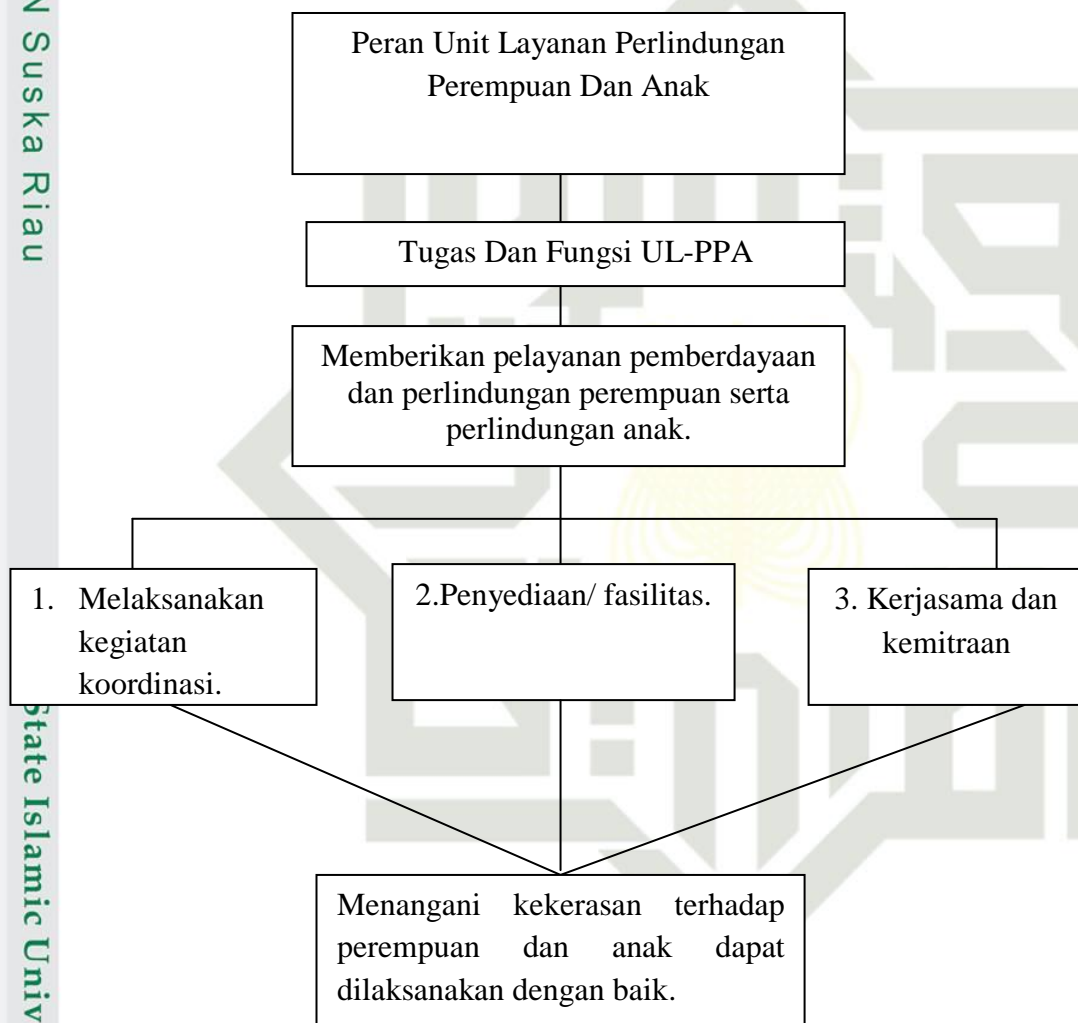 N Suska Riau
Peran Unit Layanan Perlindungan
Perempuan Dan Anak
Tugas Dan Fungsi UL-PPA
Memberikan pelayanan pemberdayaan
dan perlindungan perempuan serta
perlindungan anak.
1. Melaksanakan
kegiatan
koordinasi.
2.Penyediaan/ fasilitas.
3. Kerjasama dan
kemitraan
State Islamic Univ
Menangani kekerasan terhadap
perempuan dan anak dapat
dilaksanakan dengan baik.